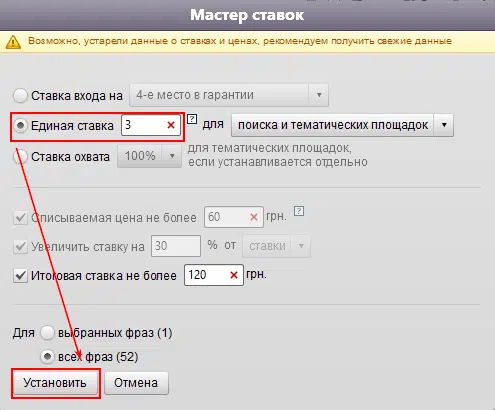 Мастер ставок
Возможно, устарели данные о ставках и ценах, рекомендуем получить свежие данные
Ставка входа на 4-е место в гарантии
Единая ставка 3 ? для поиска и тематических площадок
Ставка охвата 100% для тематических площадок,
если устанавливается отдельно
Списываемая цена не более 60 грн. ?
Увеличить ставку на 30 % от ставки
Итоговая ставка не более 120 грн.
Для выбранных фраз (1)
всех фраз (52)
Установить Отмена